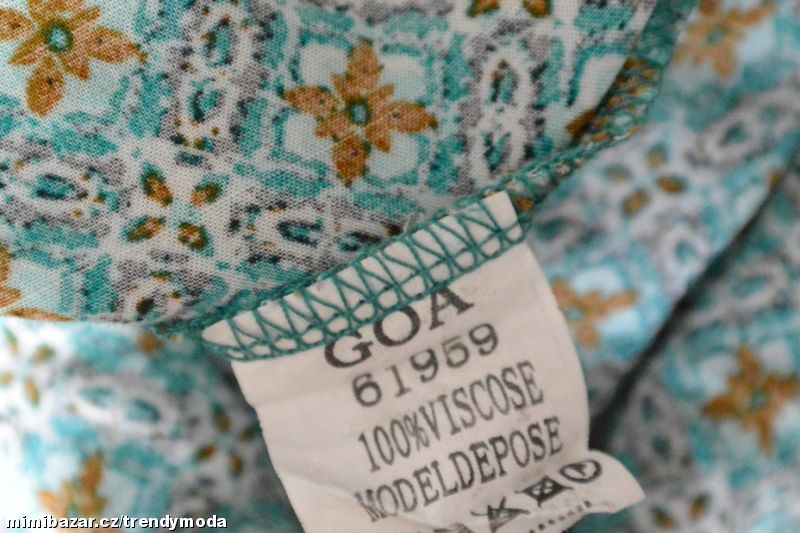 GOA
61959
100%VISCOSE
MODELDEPOSE
P
mimibazar.cz/trendymoda